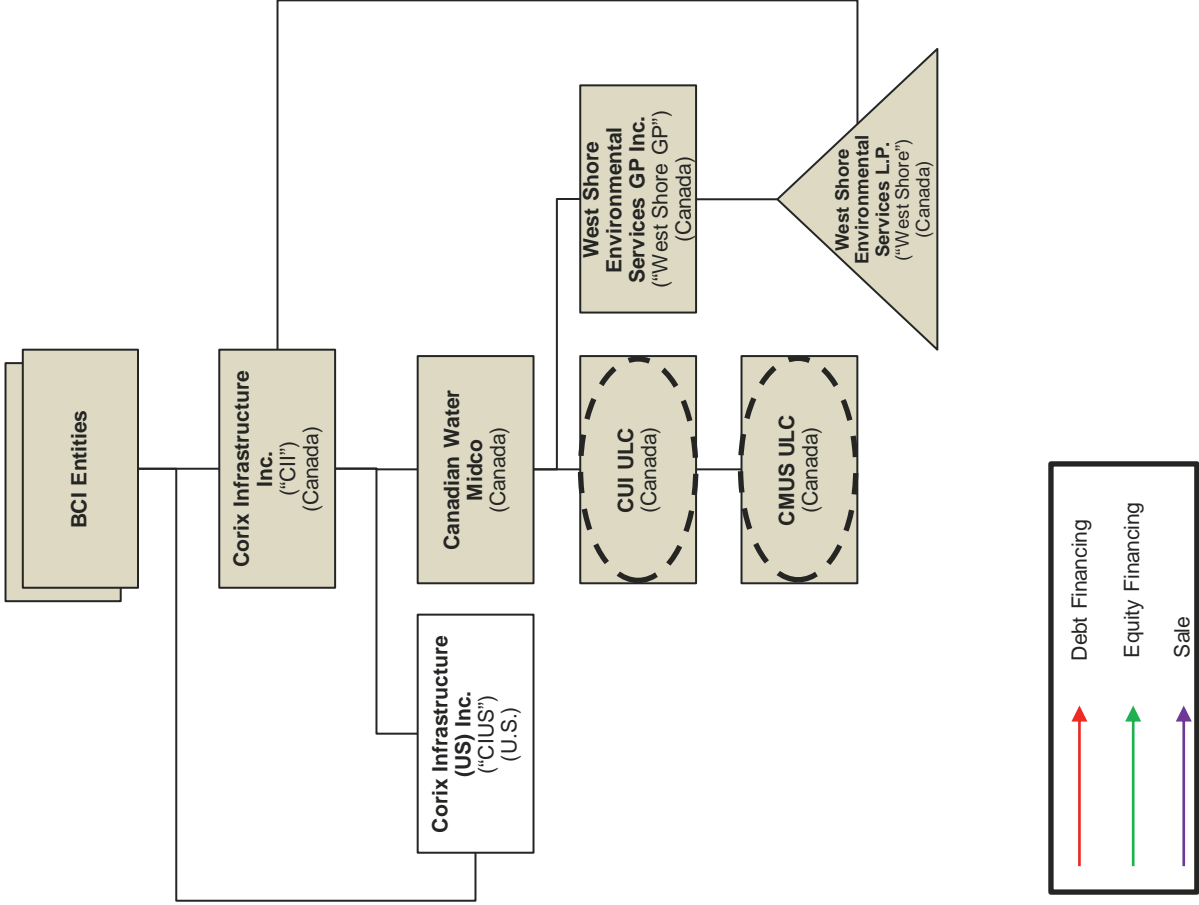 BCI Entities
Corix Infrastructure
Inc.
("CII")
(Canada)
Corix Infrastructure
(US) Inc.
("CIUS")
(U.S.)
Canadian Water
Midco
(Canada)
CUI ULC
(Canada)
CMUS ULC
(Canada)
West Shore
Environmental
Services GP Inc.
("West Shore GP")
(Canada)
West Shore
Environmental
Services L.P.
("West Shore")
(Canada)
Debt Financing
Equity Financing
Sale